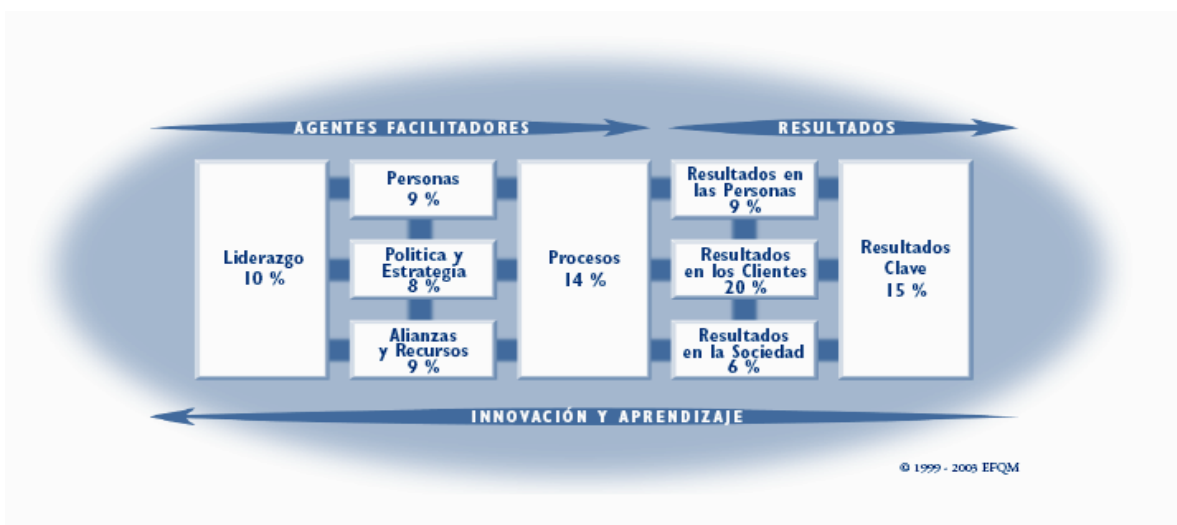 AGENTES FACILITADORES
RESULTADOS
Liderazgo
10 %
Personas
9 %
Politica y
Estrategia
8 %
Alianzas
y Recursos
9 %
Procesos
14 %
Resultados en
las Personas
9 %
Resultados
en los Clientes
20 %
Resultados
en la Sociedad
6 %
Resultados
Clave
15 %
INNOVACIÓN Y APRENDIZAJE
© 1999 - 2003 EFQM